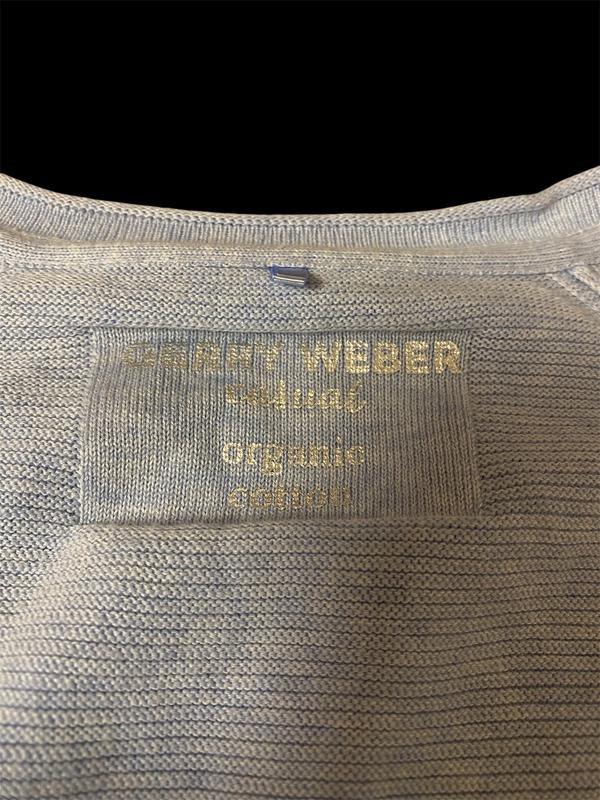 GERRY WEBER
casual
organic
cotton